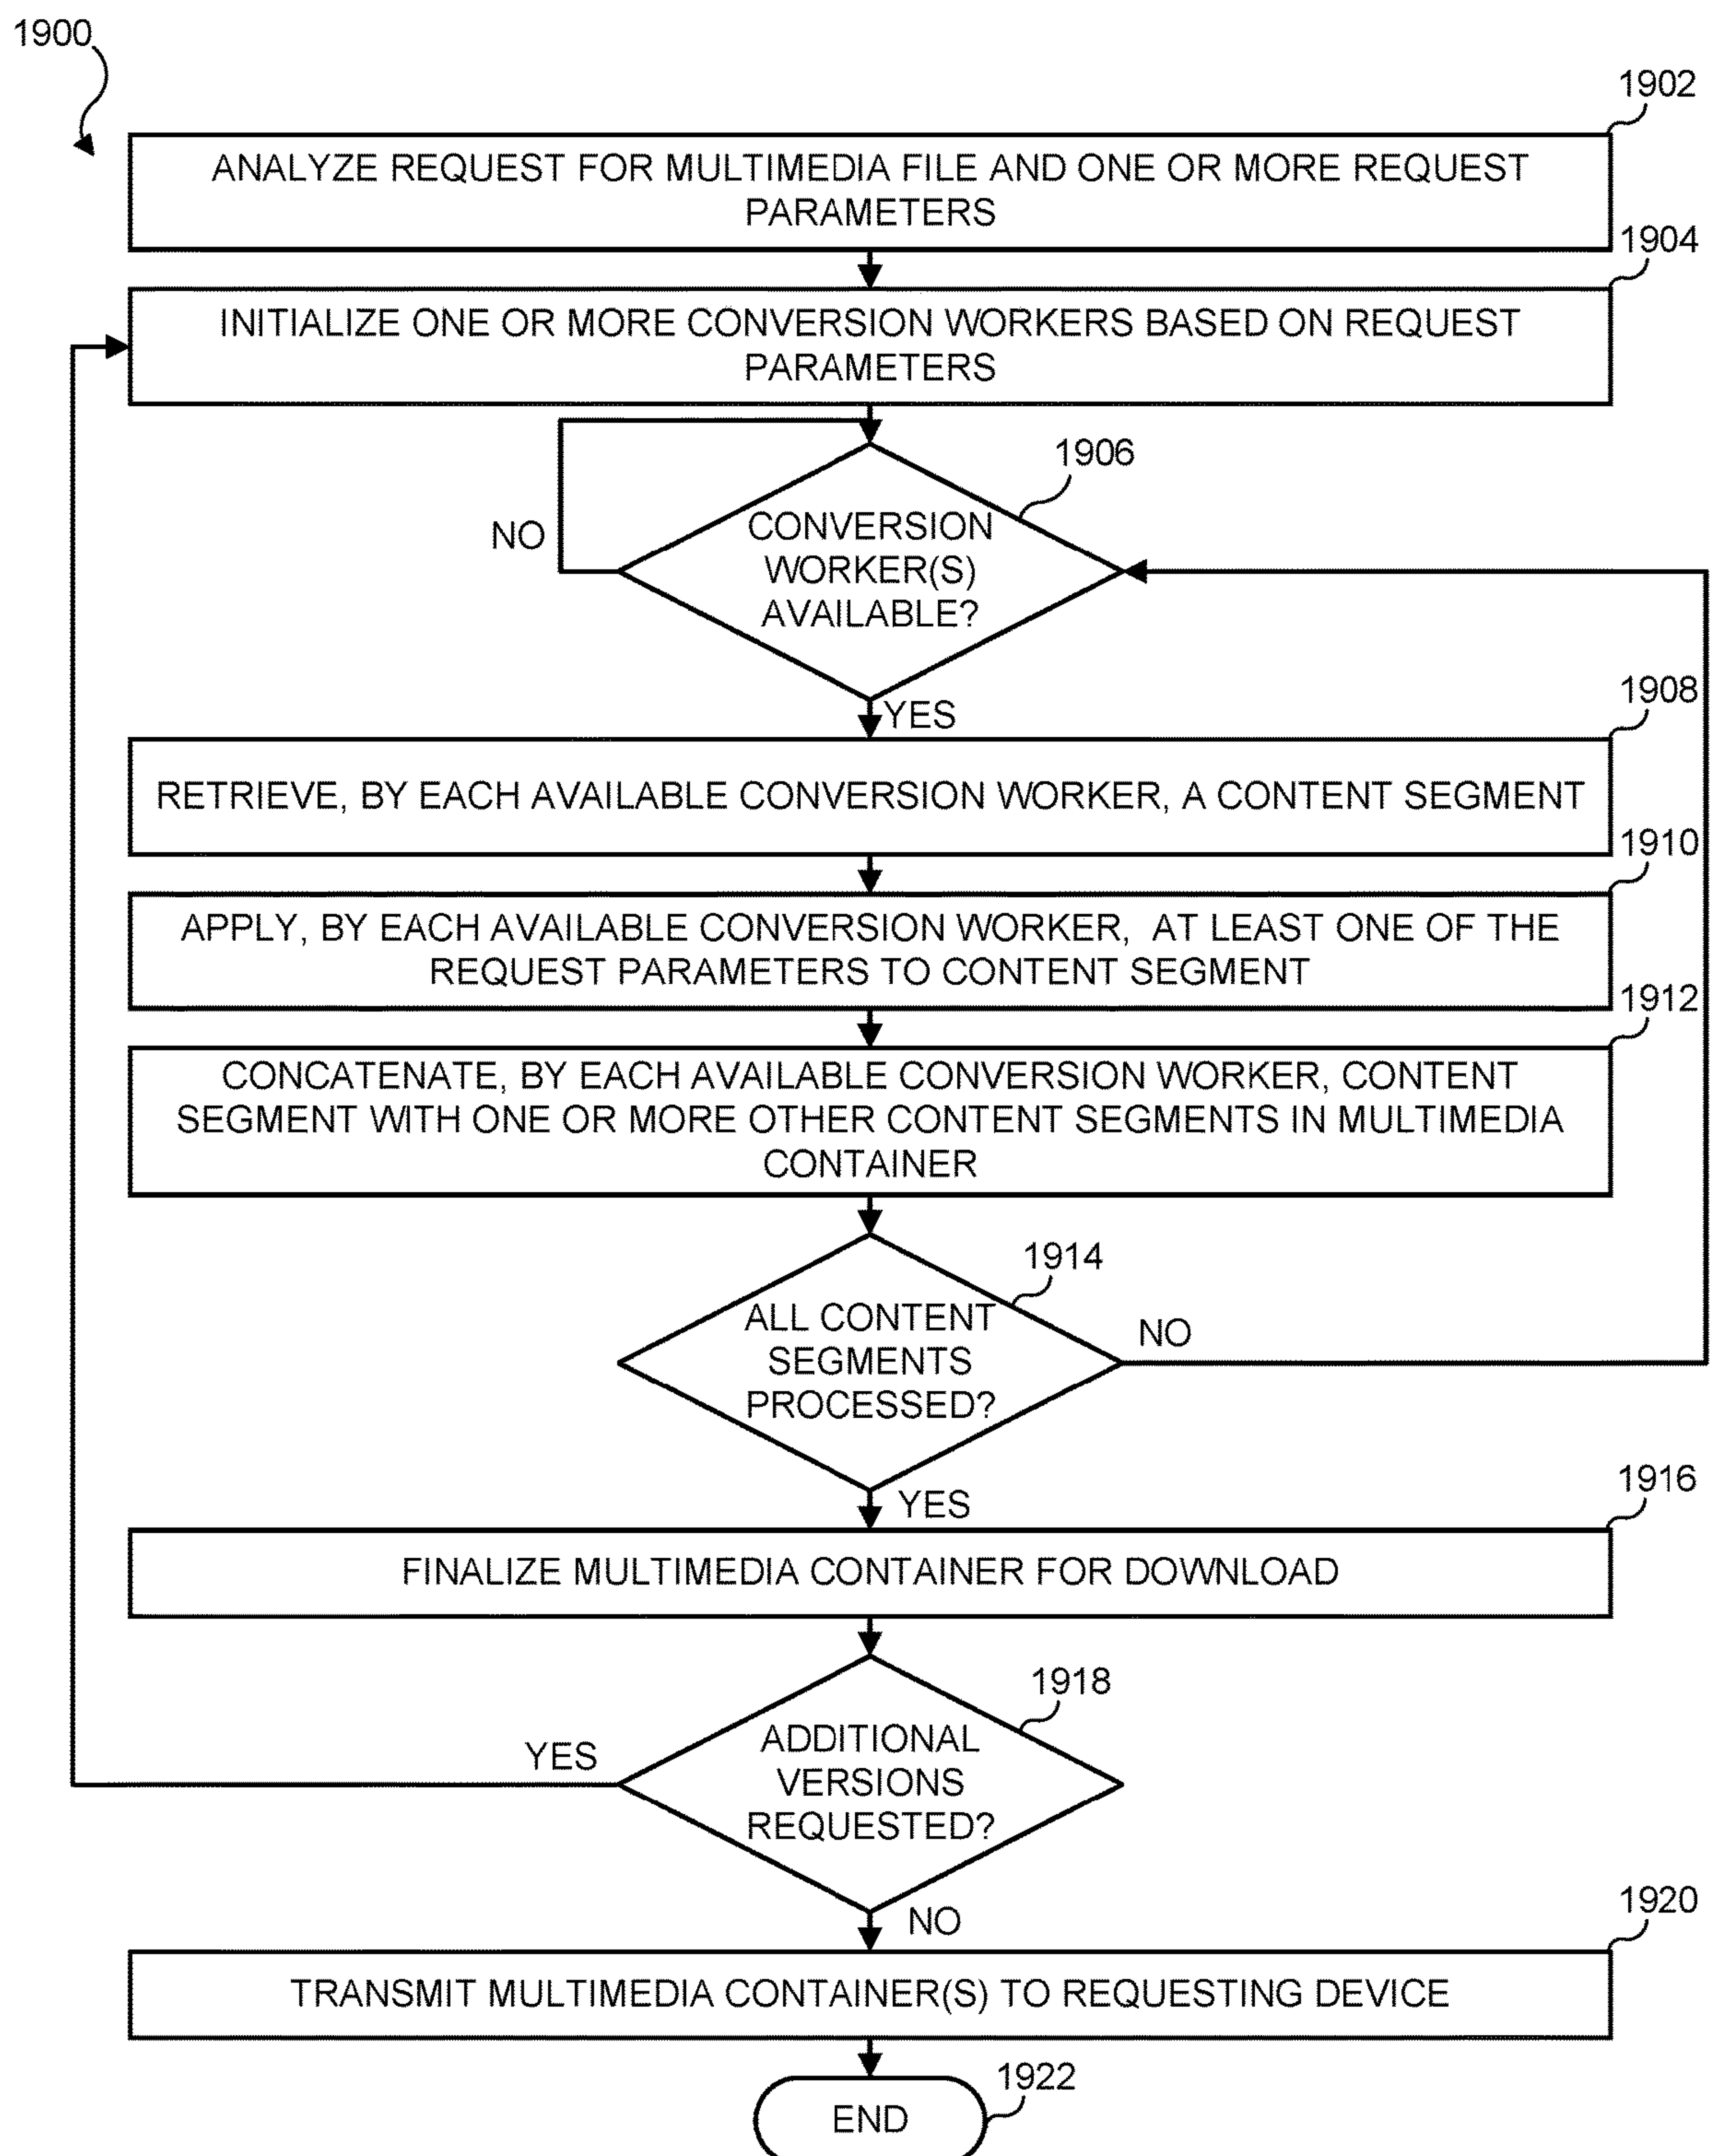 1900
1902
ANALYZE REQUEST FOR MULTIMEDIA FILE AND ONE OR MORE REQUEST
PARAMETERS
1904
INITIALIZE ONE OR MORE CONVERSION WORKERS BASED ON REQUEST
PARAMETERS
1906
NO
CONVERSION
WORKER(S)
AVAILABLE?
YES
1908
RETRIEVE, BY EACH AVAILABLE CONVERSION WORKER, A CONTENT SEGMENT
1910
APPLY, BY EACH AVAILABLE CONVERSION WORKER, AT LEAST ONE OF THE
REQUEST PARAMETERS TO CONTENT SEGMENT
1912
CONCATENATE, BY EACH AVAILABLE CONVERSION WORKER, CONTENT
SEGMENT WITH ONE OR MORE OTHER CONTENT SEGMENTS IN MULTIMEDIA
CONTAINER
1914
ALL CONTENT
SEGMENTS
PROCESSED?
NO
YES
1916
FINALIZE MULTIMEDIA CONTAINER FOR DOWNLOAD
1918
YES
ADDITIONAL
VERSIONS
REQUESTED?
NO
1920
TRANSMIT MULTIMEDIA CONTAINER(S) TO REQUESTING DEVICE
1922
END